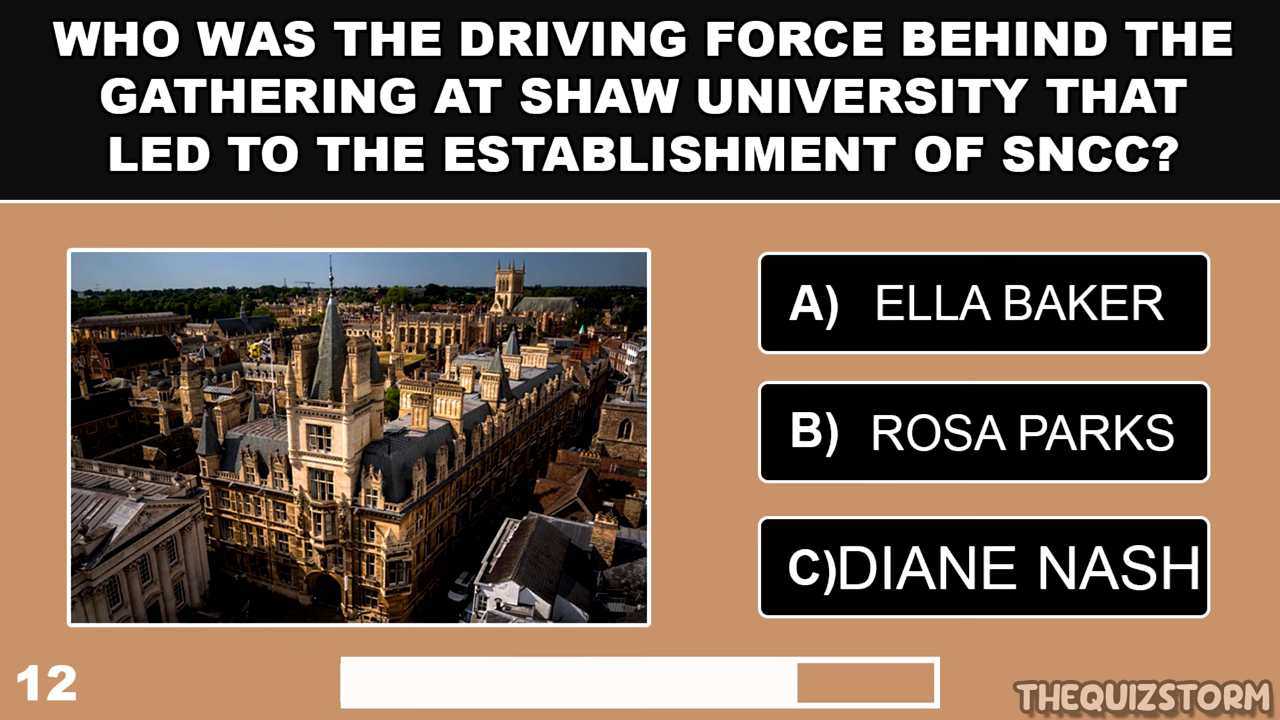 WHO WAS THE DRIVING FORCE BEHIND THE
GATHERING AT SHAW UNIVERSITY THAT
LED TO THE ESTABLISHMENT OF SNCC?
A) ELLA BAKER
B) ROSA PARKS
C) DIANE NASH
12
THEQUIZSTORM